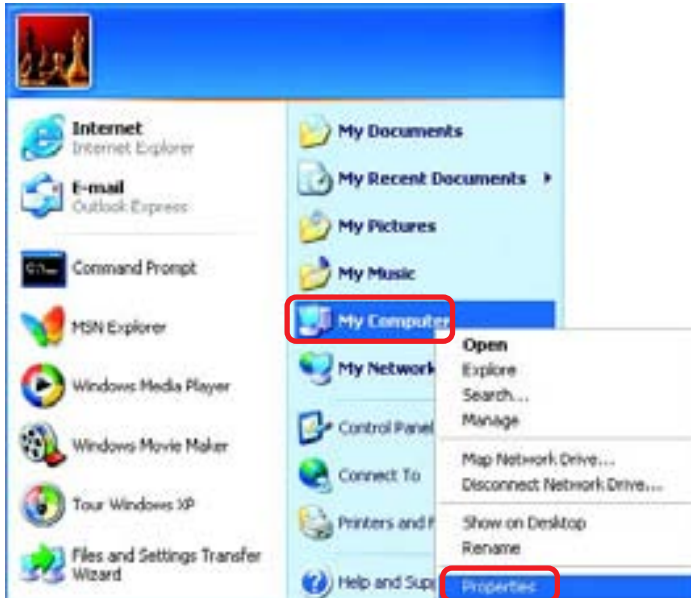 Internet
Internet Explorer
E-mail
Outlook Express
Command Prompt
MSN Explorer
Windows Media Player
Windows Movie Maker
Tour Windows XP
Files and Settings Transfer
Wizard
My Documents
My Recent Documents
My Pictures
My Music
My Computer
My Network
Control Panel
Connect To
Printers and F
Help and Supp
Open
Explore
Search...
Manage
Map Network Drive...
Disconnect Network Drive...
Show on Desktop
Rename
Properties